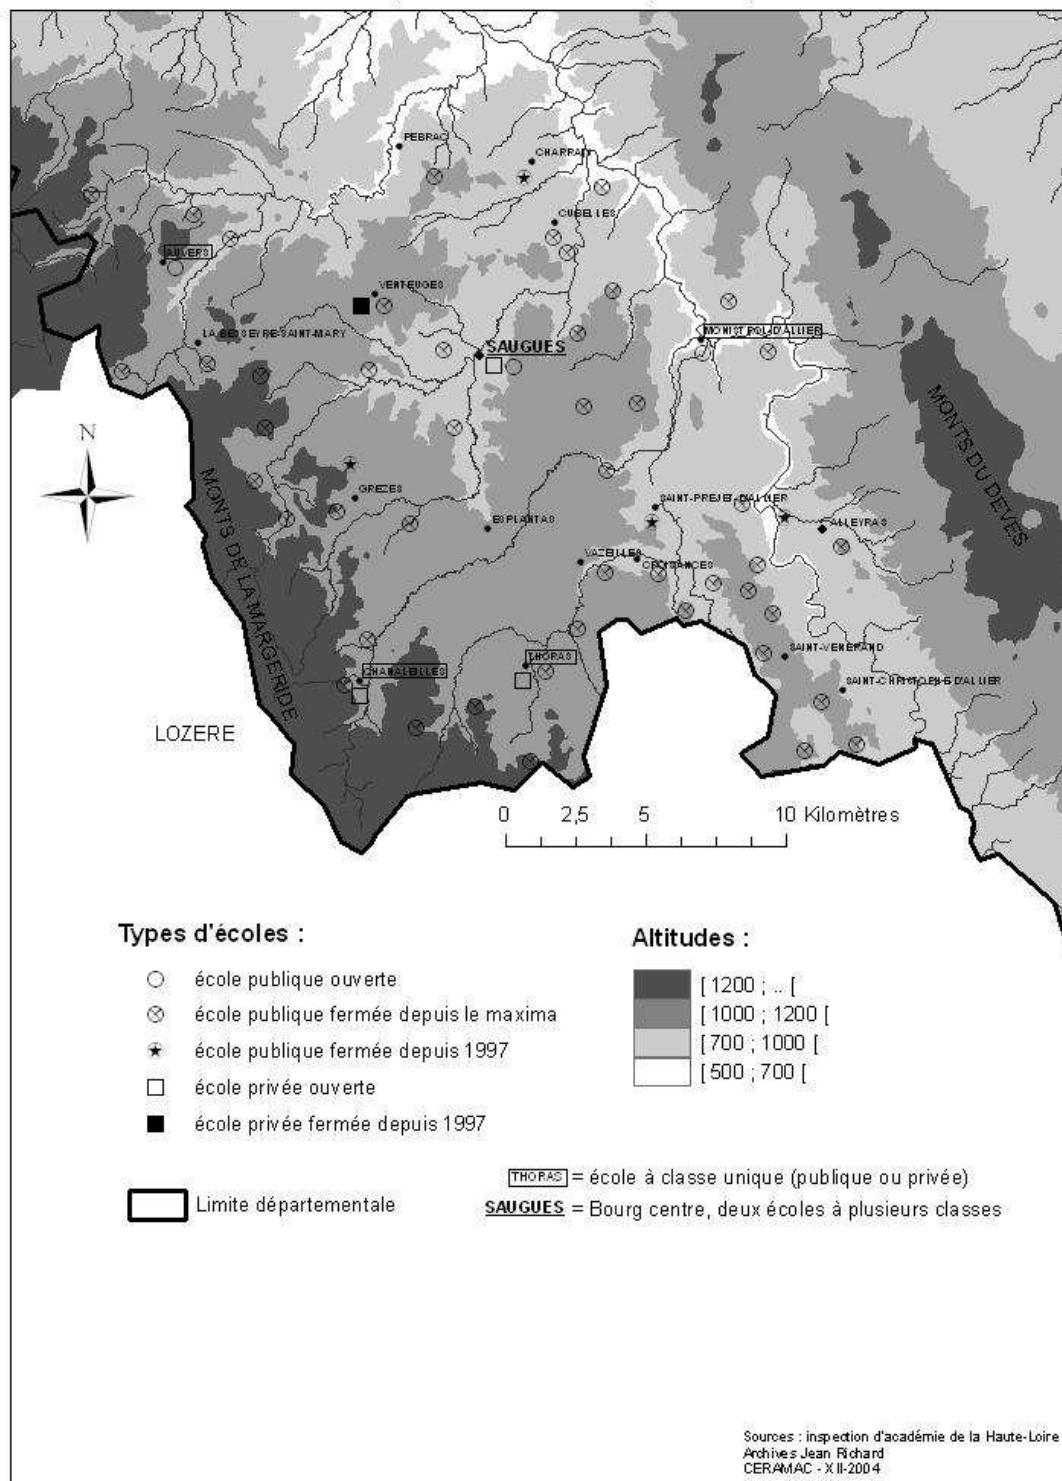 PEBRAC
CHARRAIX
CUBELLES
AUVERS
VENTEUGES
LA BESSEYRE-SAINT-MARY
SAUGUES
MONISTROL-D'ALLIER
MONTS DU DEVES
N
MONTS DE LA MARGERIDE
GREZES
ESPLANTAS
SAINT-PREJET-D'ALLIER
ALLEYRAS
VAZEILLES
CROISANCES
THORAS
SAINT-VENERAND
CHANALEILLES
SAINT-CHRISTOPHE-D'ALLIER
LOZERE
0 2,5 5 10 Kilomètres
Types d'écoles :
école publique ouverte
école publique fermée depuis le maxima
école publique fermée depuis 1997
école privée ouverte
école privée fermée depuis 1997
Altitudes :
[ 1200 ; .. [
[ 1000 ; 1200 [
[ 700 ; 1000 [
[ 500 ; 700 [
Limite départementale
THORAS = école à classe unique (publique ou privée)
SAUGUES = Bourg centre, deux écoles à plusieurs classes
Sources : inspection d'académie de la Haute-Loire
Archives Jean Richard
CERAMAC - XII-2004